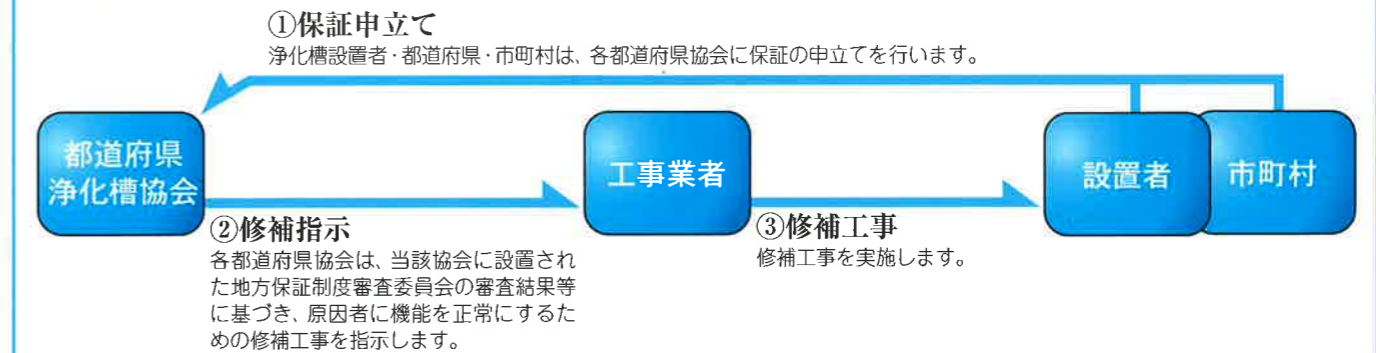 ①保証申立て
浄化槽設置者・都道府県・市町村は、各都道府県協会に保証の申立てを行います。
都道府県
浄化槽協会
工事業者
設置者
市町村
②修補指示
各都道府県協会は、当該協会に設置され
た地方保証制度審査委員会の審査結果等
に基づき、原因者に機能を正常にするた
めの修補工事を指示します。
③修補工事
修補工事を実施します。